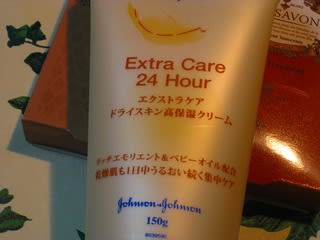 SAVON
Extra Care
24 Hour
エクストラケア
ドライスキン高保湿クリーム
リッチエモリエント&ベビーオイル配合
乾燥肌も1日中うるおい続く集中ケア
Johnson & Johnson
150g